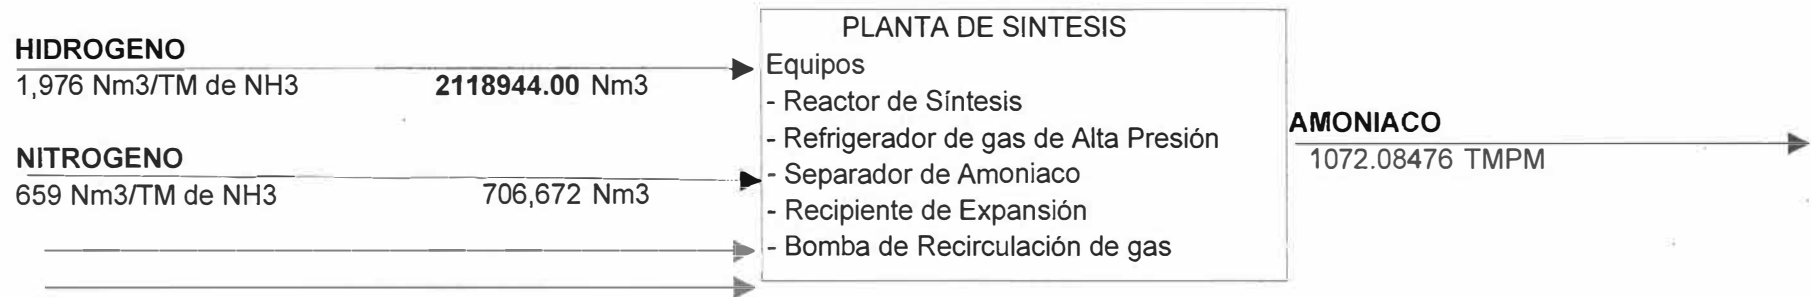 PLANTA DE SINTESIS
HIDROGENO
1,976 Nm3/TM de NH3 2118944.00 Nm3
Equipos
- Reactor de Síntesis
- Refrigerador de gas de Alta Presión
- Separador de Amoniaco
- Recipiente de Expansión
- Bomba de Recirculación de gas
NITROGENO
659 Nm3/TM de NH3 706,672 Nm3
AMONIACO
1072.08476 TMPM